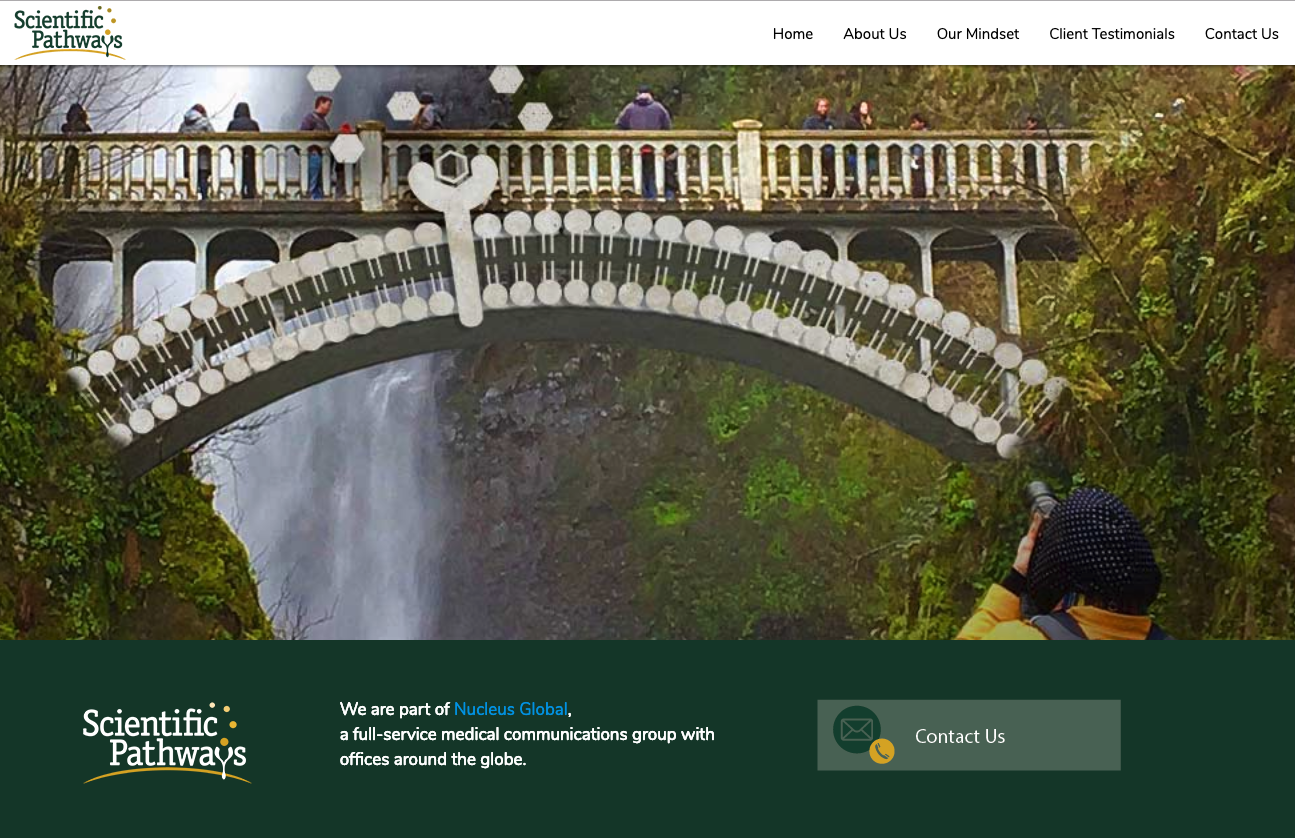 Scientific
Pathways
Home About Us Our Mindset Client Testimonials Contact Us
Scientific
Pathways
We are part of Nucleus Global,
a full-service medical communications group with
offices around the globe.
Contact Us